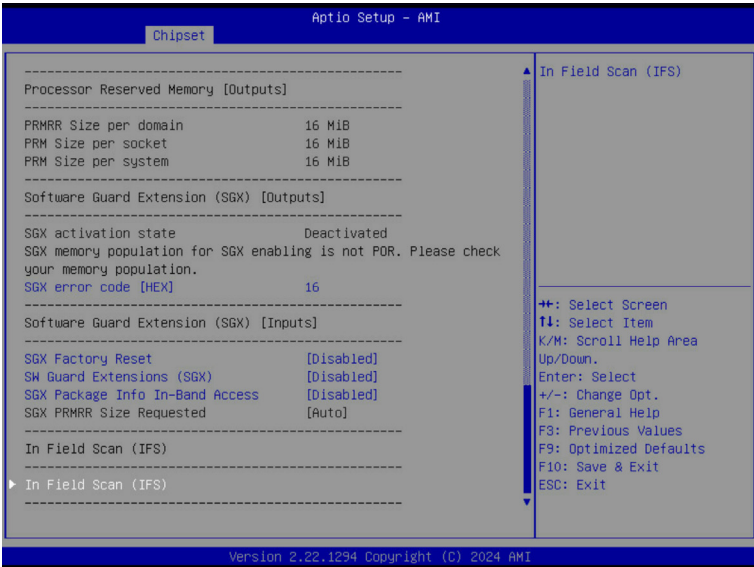 Aptio Setup – AMI
Chipset
------------------------------------------------
Processor Reserved Memory [Outputs]
------------------------------------------------
PRMRR Size per domain 16 MiB
PRM Size per socket 16 MiB
PRM Size per system 16 MiB
------------------------------------------------
Software Guard Extension (SGX) [Outputs]
------------------------------------------------
SGX activation state Deactivated
SGX memory population for SGX enabling is not POR. Please check
your memory population.
SGX error code [HEX] 16
------------------------------------------------
Software Guard Extension (SGX) [Inputs]
------------------------------------------------
SGX Factory Reset [Disabled]
SW Guard Extensions (SGX) [Disabled]
SGX Package Info In-Band Access [Disabled]
SGX PRMRR Size Requested [Auto]
------------------------------------------------
In Field Scan (IFS)
------------------------------------------------
▶ In Field Scan (IFS)
------------------------------------------------
In Field Scan (IFS)
→←: Select Screen
↑↓: Select Item
K/M: Scroll Help Area
Up/Down.
Enter: Select
+/-: Change Opt.
F1: General Help
F3: Previous Values
F9: Optimized Defaults
F10: Save & Exit
ESC: Exit
Version 2.22.1294 Copyright (C) 2024 AMI